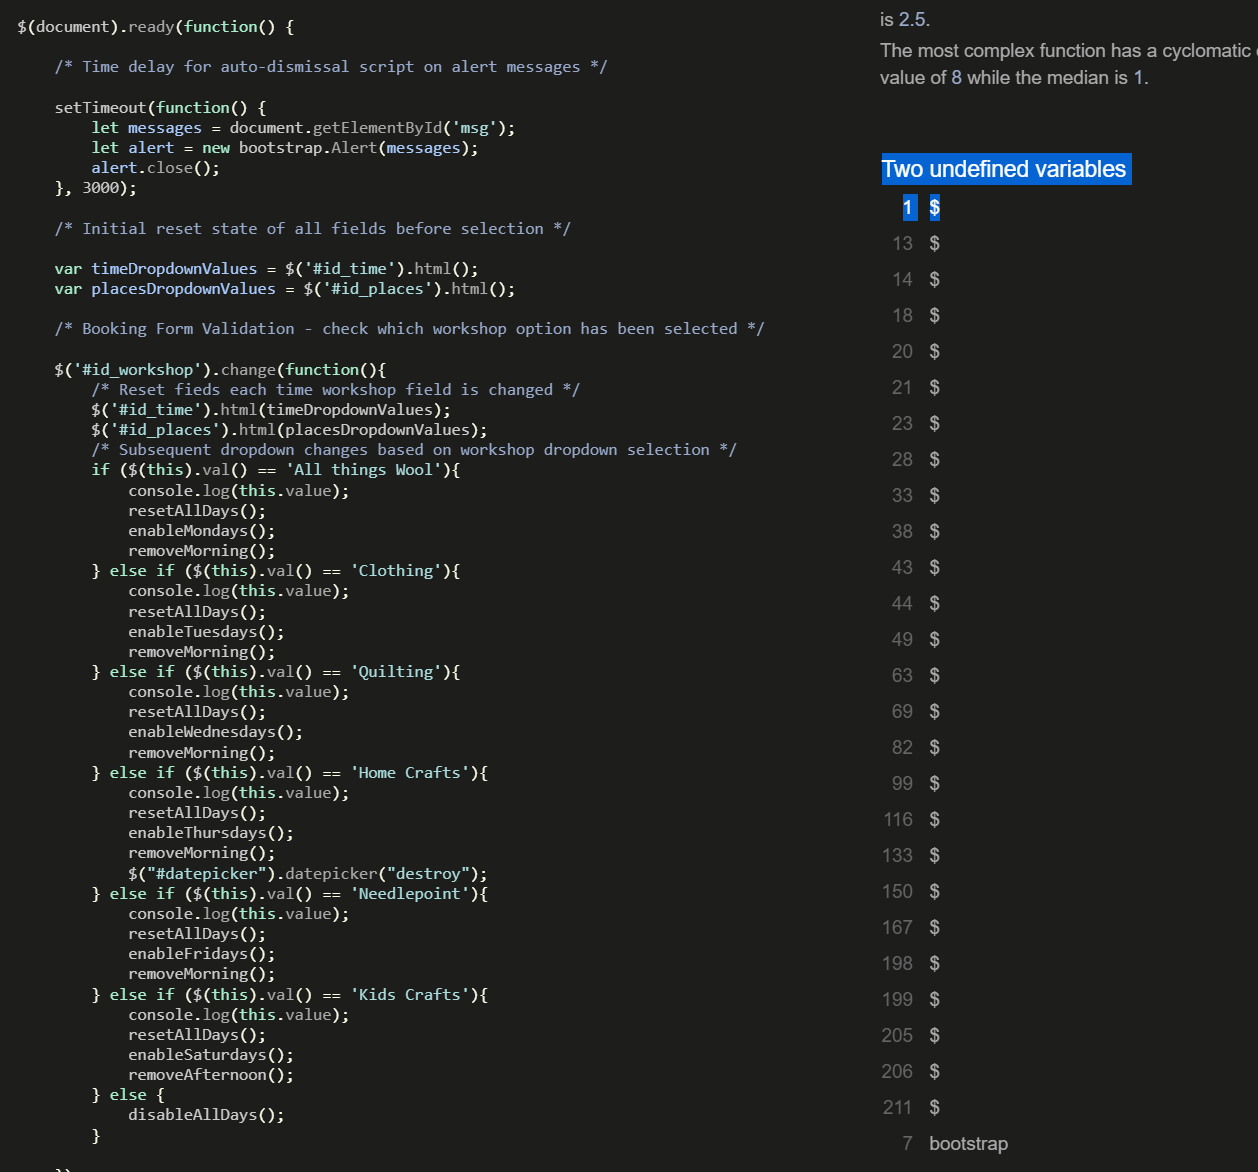 $(document).ready(function() {
/* Time delay for auto-dismissal script on alert messages */
setTimeout(function() {
let messages = document.getElementById('msg');
let alert = new bootstrap.Alert(messages);
alert.close();
}, 3000);
/* Initial reset state of all fields before selection */
var timeDropdownValues = $('#id_time').html();
var placesDropdownValues = $('#id_places').html();
/* Booking Form Validation - check which workshop option has been selected */
$('#id_workshop').change(function(){
/* Reset fieds each time workshop field is changed */
$('#id_time').html(timeDropdownValues);
$('#id_places').html(placesDropdownValues);
/* Subsequent dropdown changes based on workshop dropdown selection */
if ($(this).val() == 'All things Wool'){
console.log(this.value);
resetAllDays();
enableMondays();
removeMorning();
} else if ($(this).val() == 'Clothing'){
console.log(this.value);
resetAllDays();
enableTuesdays();
removeMorning();
} else if ($(this).val() == 'Quilting'){
console.log(this.value);
resetAllDays();
enableWednesdays();
removeMorning();
} else if ($(this).val() == 'Home Crafts'){
console.log(this.value);
resetAllDays();
enableThursdays();
removeMorning();
$("#datepicker").datepicker("destroy");
} else if ($(this).val() == 'Needlepoint'){
console.log(this.value);
resetAllDays();
enableFridays();
removeMorning();
} else if ($(this).val() == 'Kids Crafts'){
console.log(this.value);
resetAllDays();
enableSaturdays();
removeAfternoon();
} else {
disableAllDays();
}
is 2.5.
The most complex function has a cyclomatic
value of 8 while the median is 1.
Two undefined variables
1 $
13 $
14 $
18 $
20 $
21 $
23 $
28 $
33 $
38 $
43 $
44 $
49 $
63 $
69 $
82 $
99 $
116 $
133 $
150 $
167 $
198 $
199 $
205 $
206 $
211 $
7 bootstrap